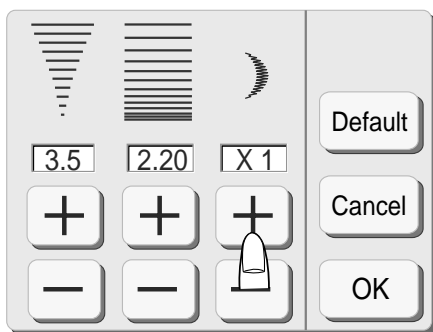 Default
3.5 2.20 X 1
+ + +
Cancel
− − −
OK